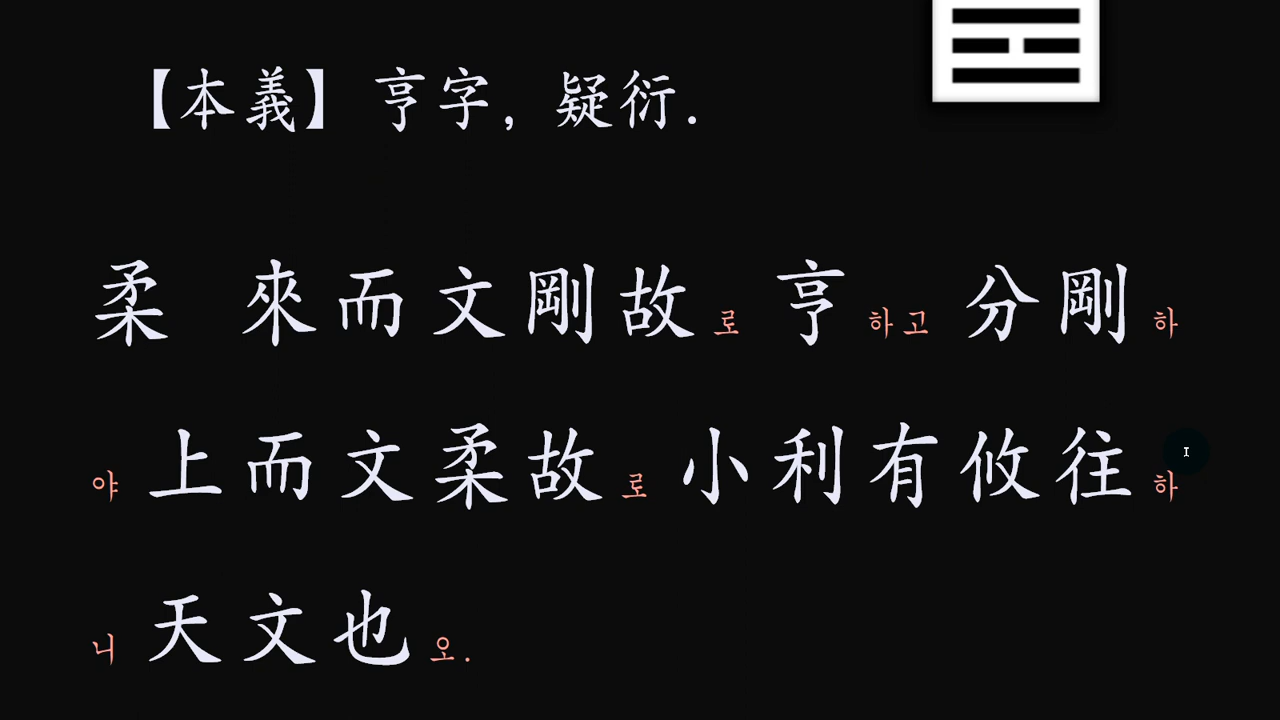 【本義】 亨字, 疑衍.
柔 來而文剛故로 亨하고 分剛하
야 上而文柔故로 小利有攸往하
니 天文也오.